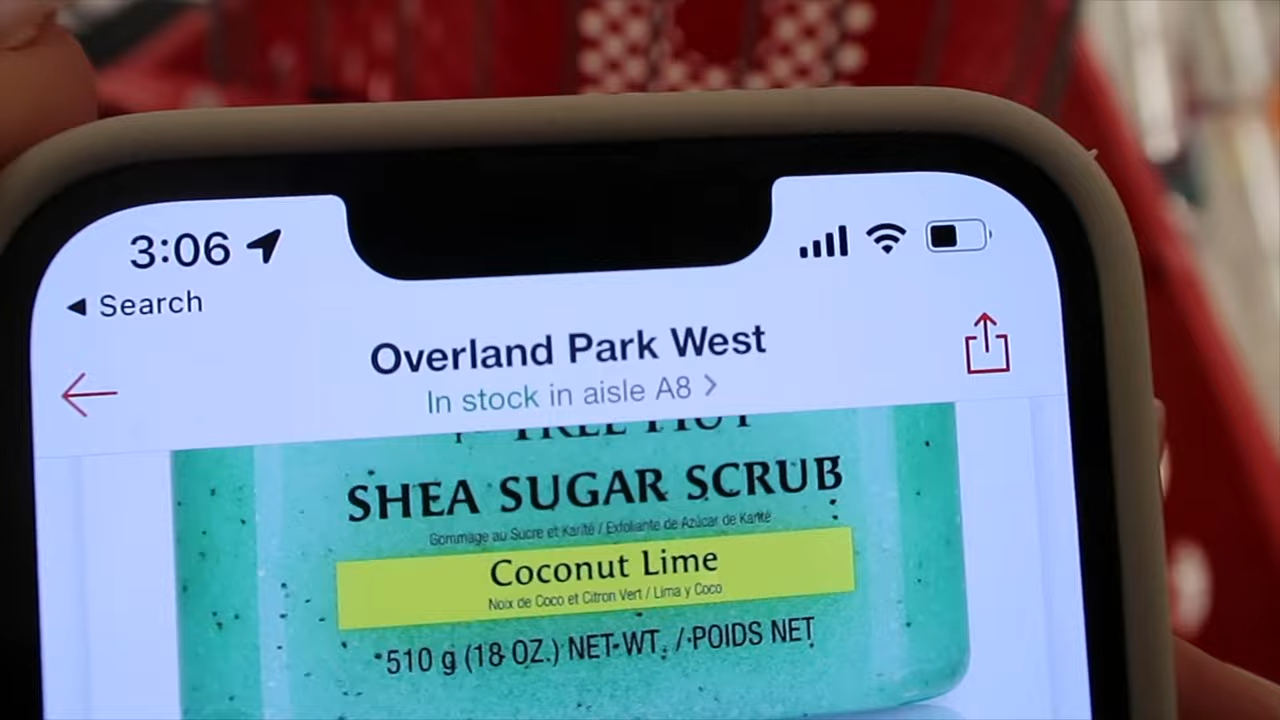 3:06
◀ Search
Overland Park West
In stock in aisle A8 >
TREE HUT
SHEA SUGAR SCRUB
Gommage au Sucre et Karité / Exfoliante de Azúcar de Karité
Coconut Lime
Noix de Coco et Citron Vert / Lima y Coco
510 g (18 OZ.) NET WT. / POIDS NET